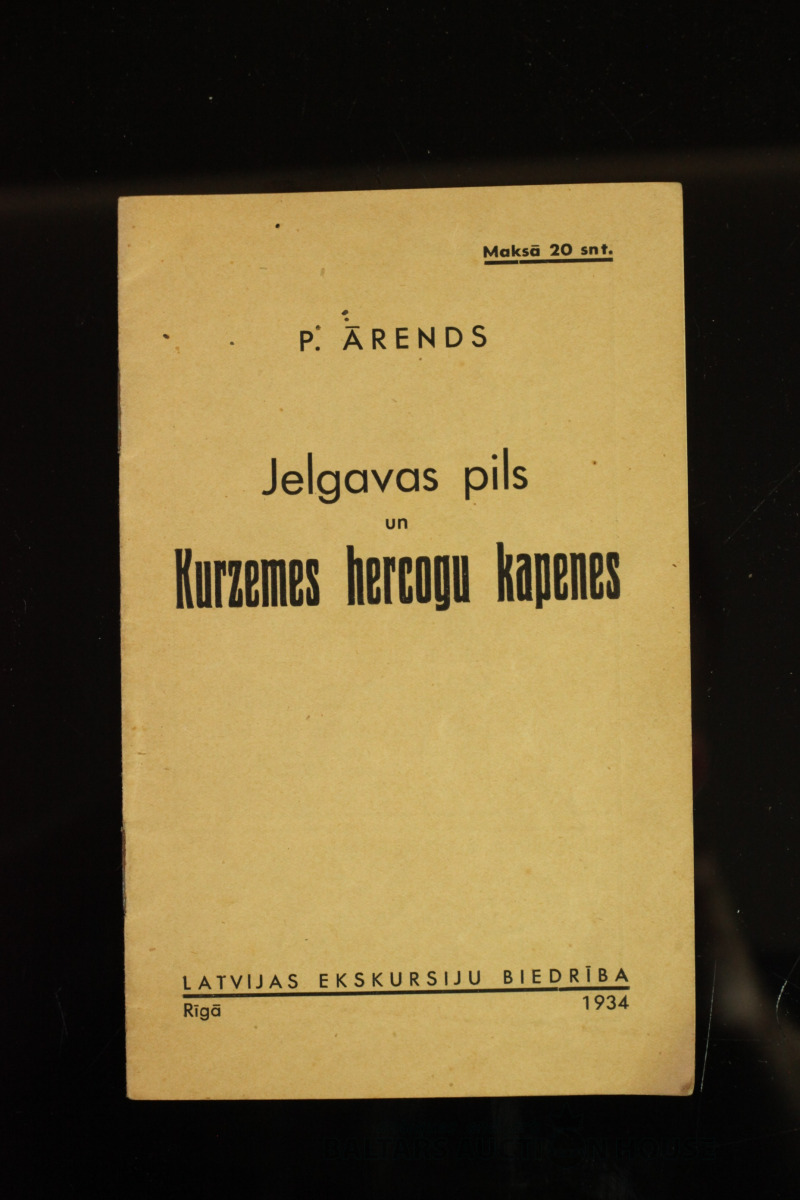 Maksā 20 snt.
P. ĀRENDS
Jelgavas pils
un
Kurzemes hercogu kapenes
LATVIJAS EKSKURSIJU BIEDRĪBA
Rīgā 1934